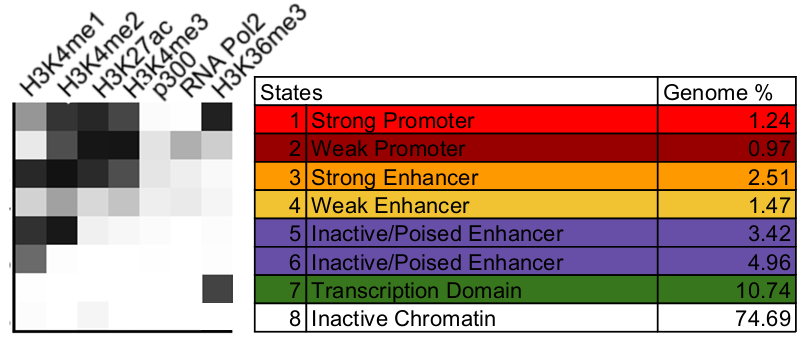 H3K4me1
H3K4me2
H3K27ac
H3K4me3
p300
RNA Pol2
H3K36me3
States Genome %
1 Strong Promoter 1.24
2 Weak Promoter 0.97
3 Strong Enhancer 2.51
4 Weak Enhancer 1.47
5 Inactive/Poised Enhancer 3.42
6 Inactive/Poised Enhancer 4.96
7 Transcription Domain 10.74
8 Inactive Chromatin 74.69